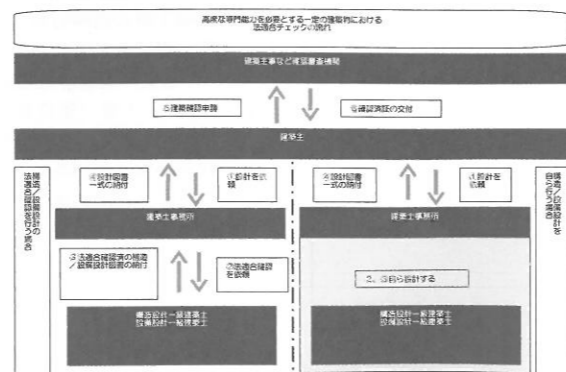 高度な専門能力を必要とする一定の建築物における
法適合チェックの流れ
建築主事など確認審査機関
⑤建築確認申請
⑥確認済証の交付
建築主
構造／設備設計の
法適合確認を行う場合
④設計図書
一式の納付
①設計を依
頼
④設計図書
一式の納付
①設計を依
頼
構造／設備設計を
自ら行う場合
建築士事務所
建築士事務所
③法適合確認済の構造
／設備設計図書の納付
②法適合確認
を依頼
2、③自ら設計する
構造設計一級建築士
設備設計一級建築士
構造設計一級建築士
設備設計一級建築士